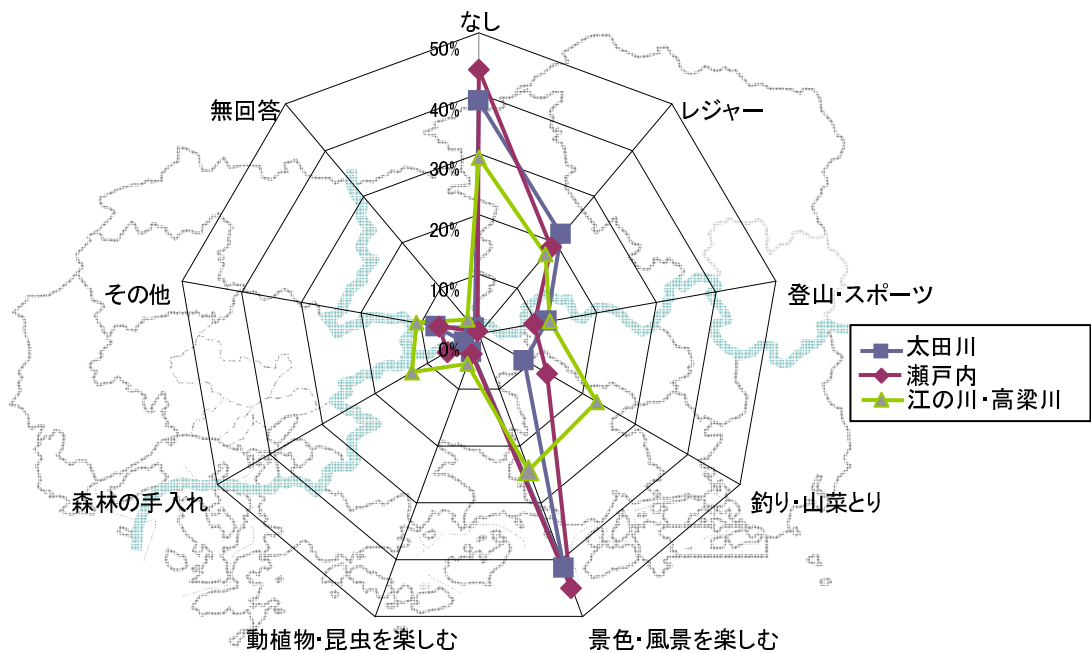 なし
50%
40%
30%
20%
10%
0%
レジャー
登山・スポーツ
釣り・山菜とり
景色・風景を楽しむ
動植物・昆虫を楽しむ
森林の手入れ
その他
無回答
太田川
瀬戸内
江の川・高梁川